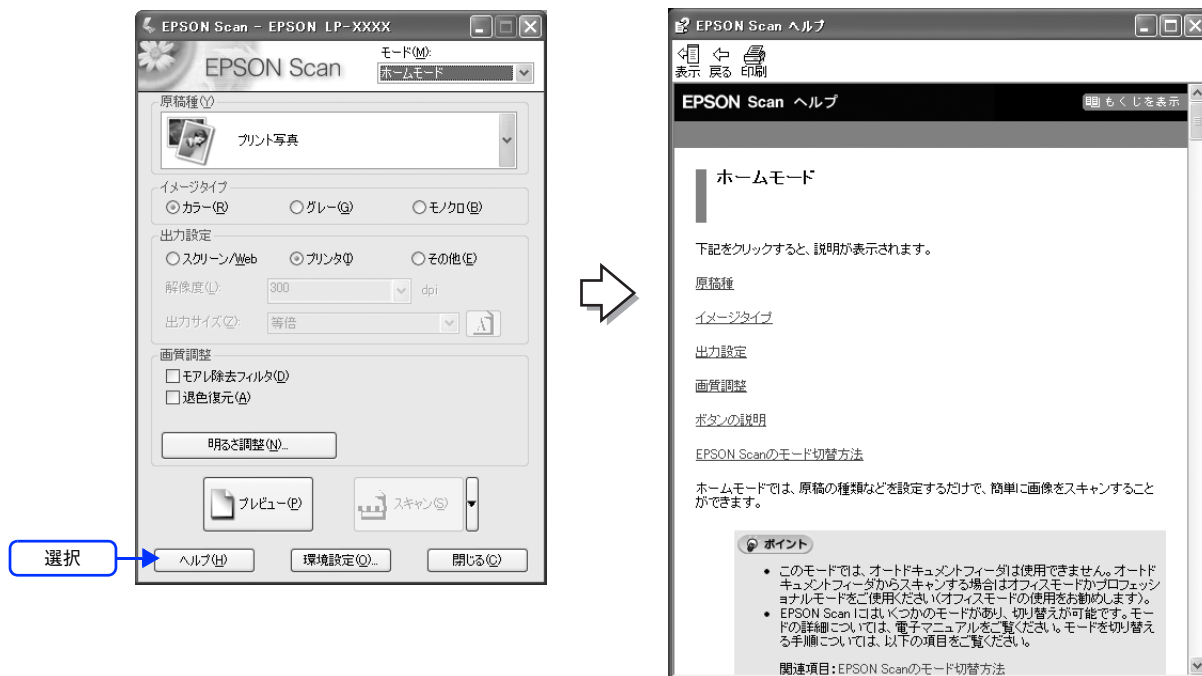 EPSON Scan - EPSON LP-XXXX
EPSON Scan
モード(M):
ホームモード
原稿種(Y)
プリント写真
イメージタイプ
カラー(R) グレー(G) モノクロ(B)
出力設定
スクリーン/Web プリンタ(I) その他(E)
解像度(L): 300 dpi
出力サイズ(Z): 等倍
画質調整
モアレ除去フィルタ(D)
退色復元(A)
明るさ調整(N)...
プレビュー(P) スキャン(S)
ヘルプ(H) 環境設定(O)... 閉じる(C)
選択
EPSON Scan ヘルプ
表示 戻る 印刷
EPSON Scan ヘルプ もくじを表示
ホームモード
下記をクリックすると、説明が表示されます。
原稿種
イメージタイプ
出力設定
画質調整
ボタンの説明
EPSON Scanのモード切替方法
ホームモードでは、原稿の種類などを設定するだけで、簡単に画像をスキャンすること
ができます。
ポイント
• このモードでは、オートドキュメントフィーダは使用できません。オートド
キュメントフィーダからスキャンする場合はオフィスモードかプロフェッシ
ョナルモードをご使用ください（オフィスモードの使用をお勧めします）。
• EPSON Scan にはいくつかのモードがあり、切り替えが可能です。モー
ドの詳細については、電子マニュアルをご覧ください。モードを切り替え
る手順については、以下の項目をご覧ください。
関連項目：EPSON Scanのモード切替方法